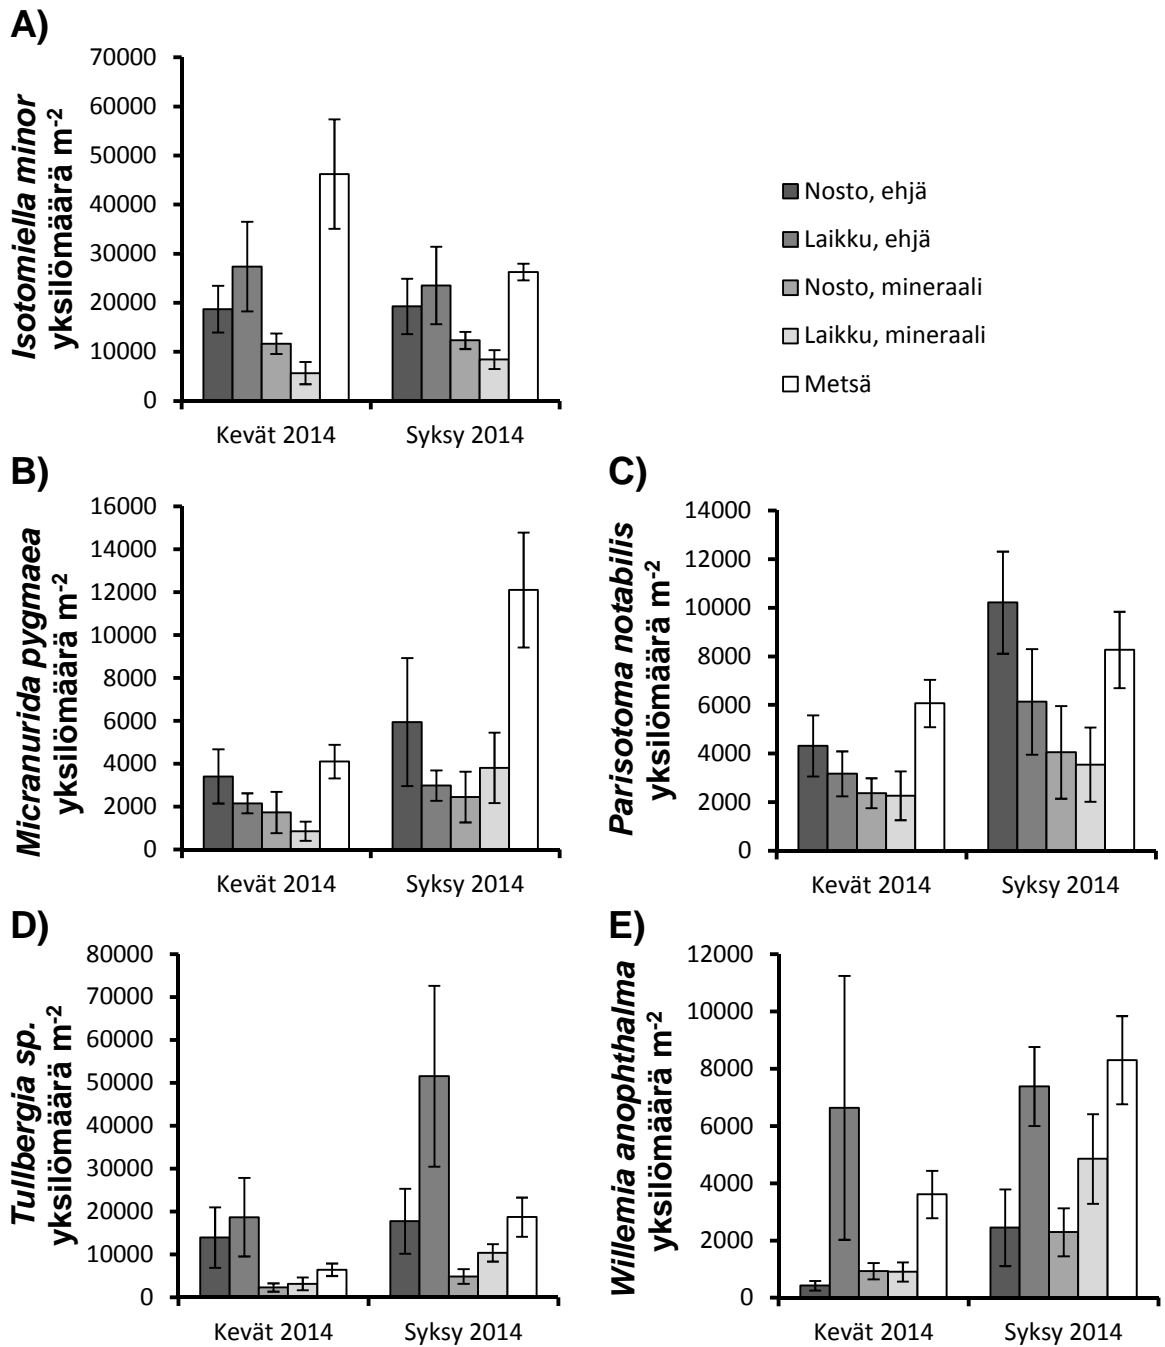 A)
Isotomiella minor
yksilömäärä m-2
70000
60000
50000
40000
30000
20000
10000
0
Kevät 2014 Syksy 2014
Nosto, ehjä
Laikku, ehjä
Nosto, mineraali
Laikku, mineraali
Metsä
B)
Micranurida pygmaea
yksilömäärä m-2
16000
14000
12000
10000
8000
6000
4000
2000
0
Kevät 2014 Syksy 2014
C)
Parisotoma notabilis
yksilömäärä m-2
14000
12000
10000
8000
6000
4000
2000
0
Kevät 2014 Syksy 2014
D)
Tullbergia sp.
yksilömäärä m-2
80000
70000
60000
50000
40000
30000
20000
10000
0
Kevät 2014 Syksy 2014
E)
Willemia anophthalma
yksilömäärä m-2
12000
10000
8000
6000
4000
2000
0
Kevät 2014 Syksy 2014